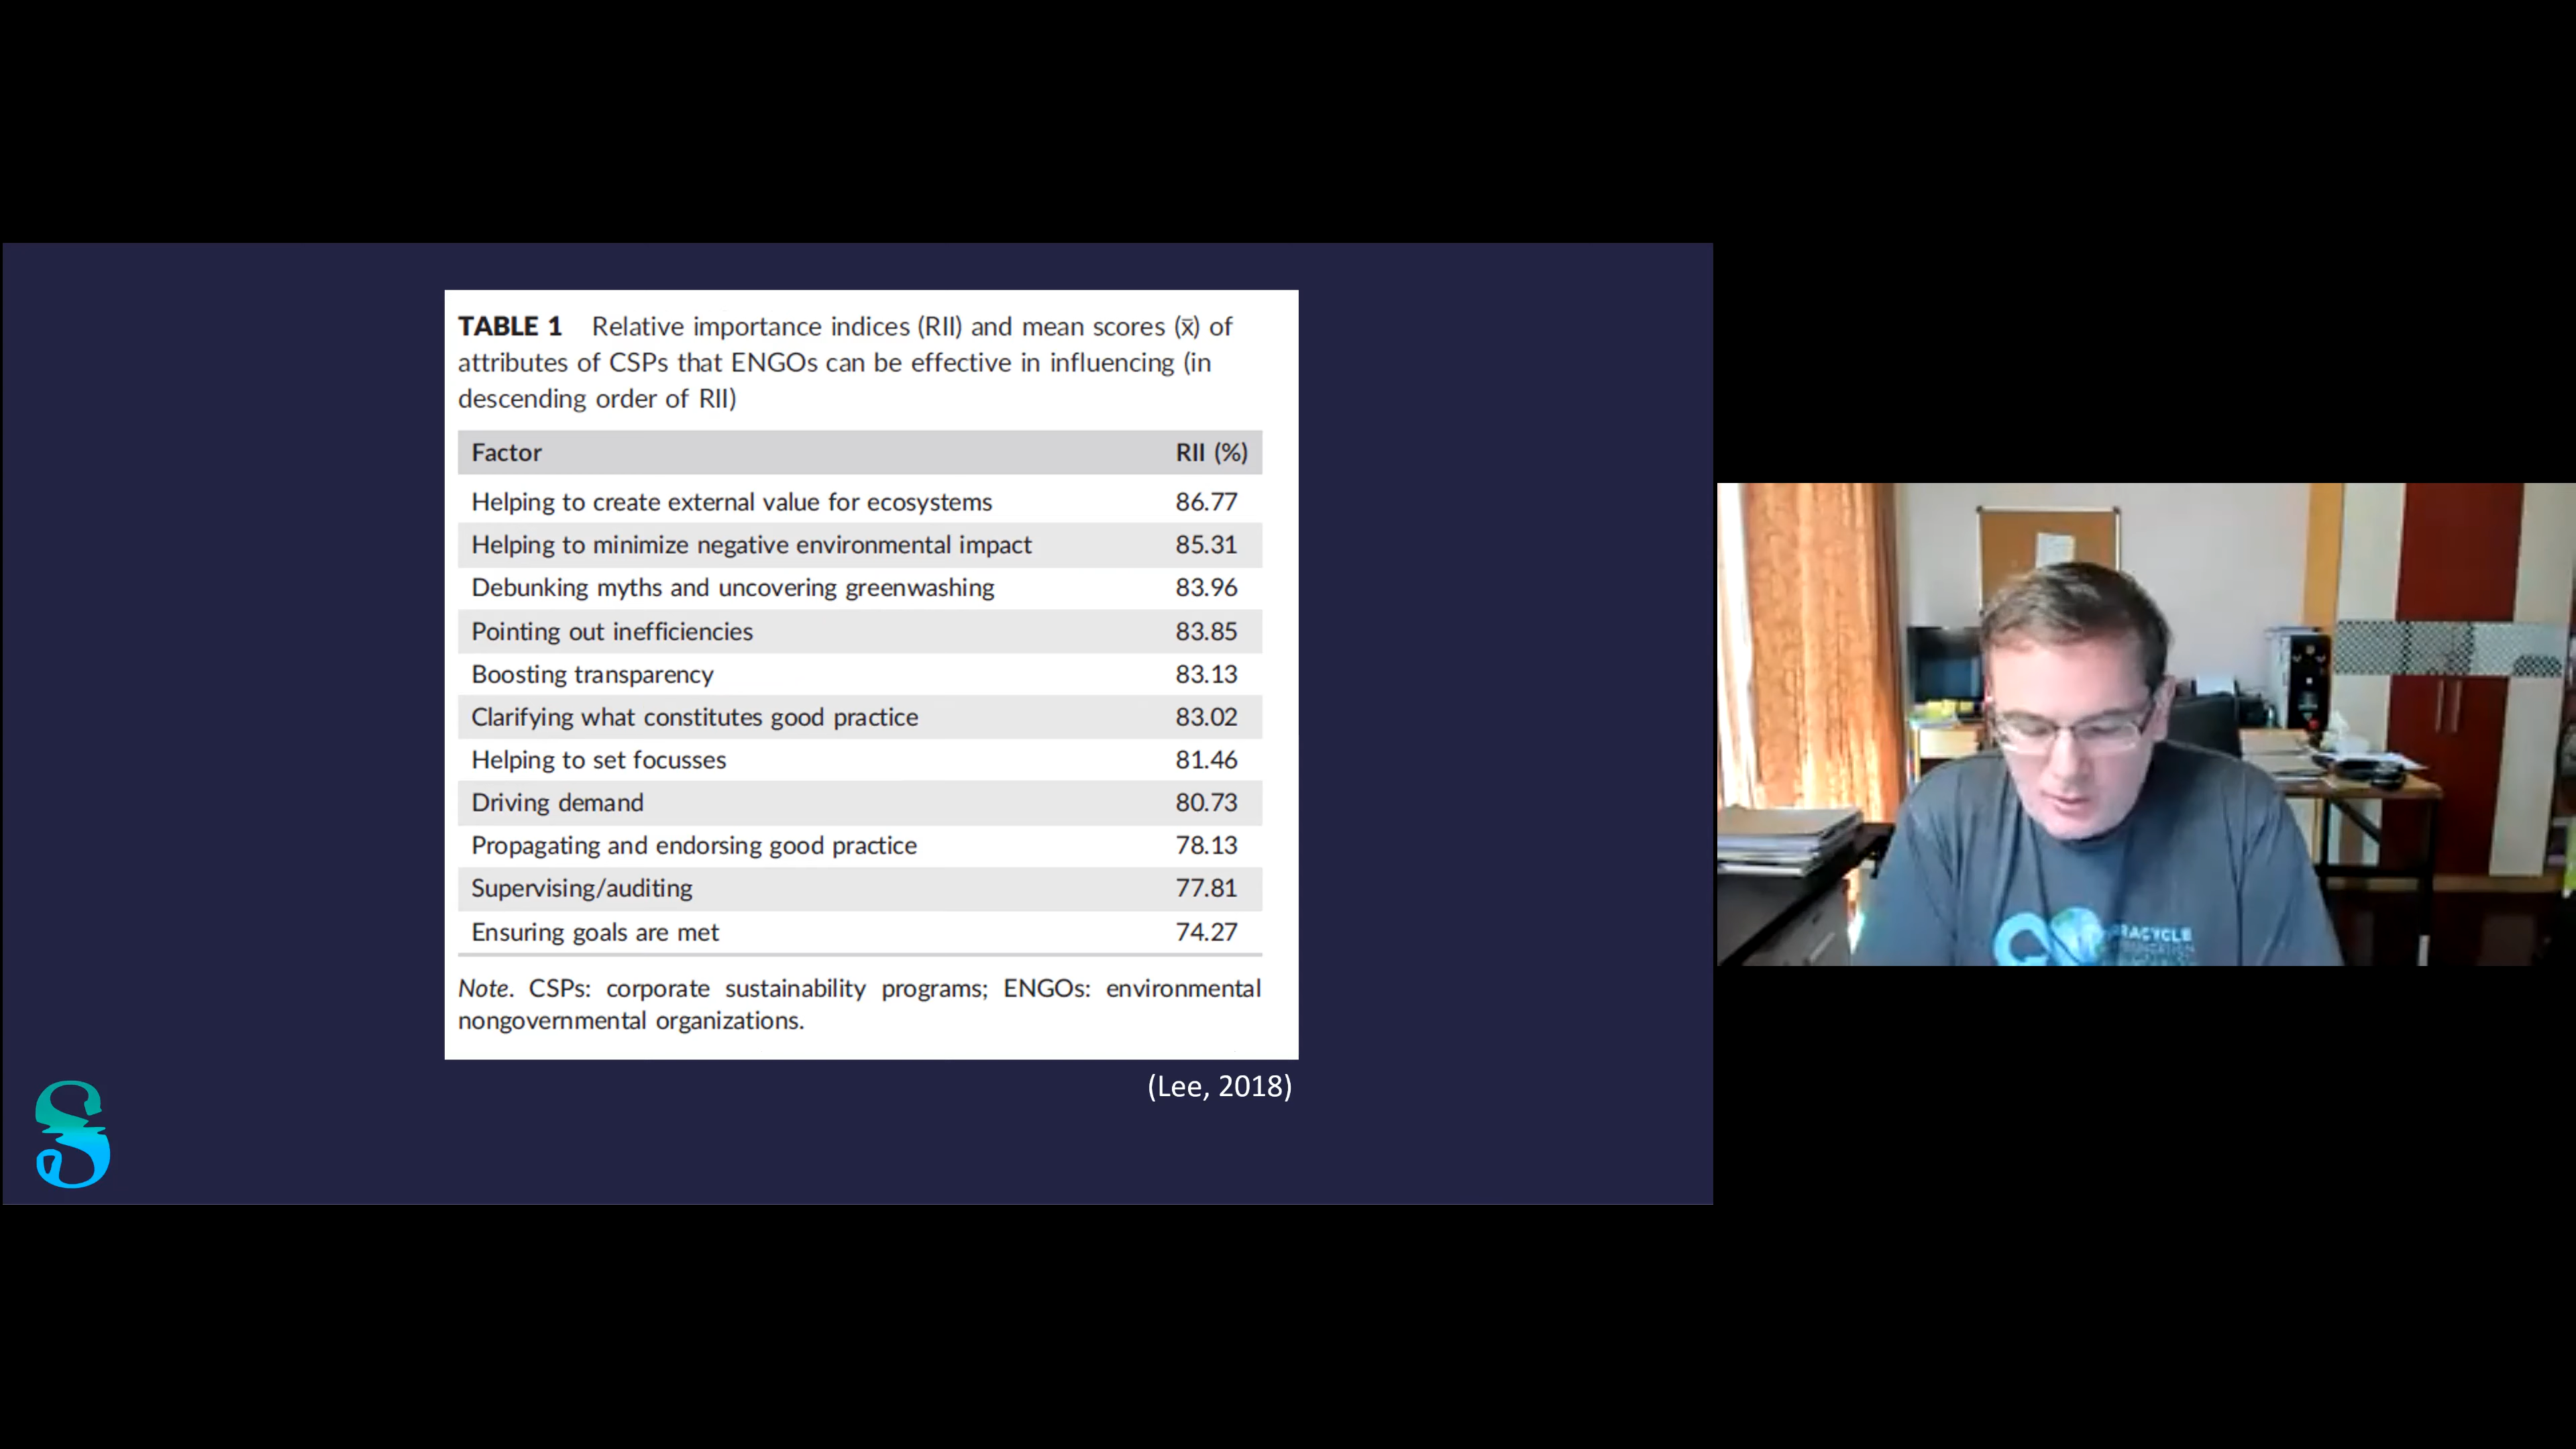 TABLE 1 Relative importance indices (RII) and mean scores (x̄) of
attributes of CSPs that ENGOs can be effective in influencing (in
descending order of RII)
Factor RII (%)
Helping to create external value for ecosystems 86.77
Helping to minimize negative environmental impact 85.31
Debunking myths and uncovering greenwashing 83.96
Pointing out inefficiencies 83.85
Boosting transparency 83.13
Clarifying what constitutes good practice 83.02
Helping to set focusses 81.46
Driving demand 80.73
Propagating and endorsing good practice 78.13
Supervising/auditing 77.81
Ensuring goals are met 74.27
Note. CSPs: corporate sustainability programs; ENGOs: environmental
nongovernmental organizations.
(Lee, 2018)
S